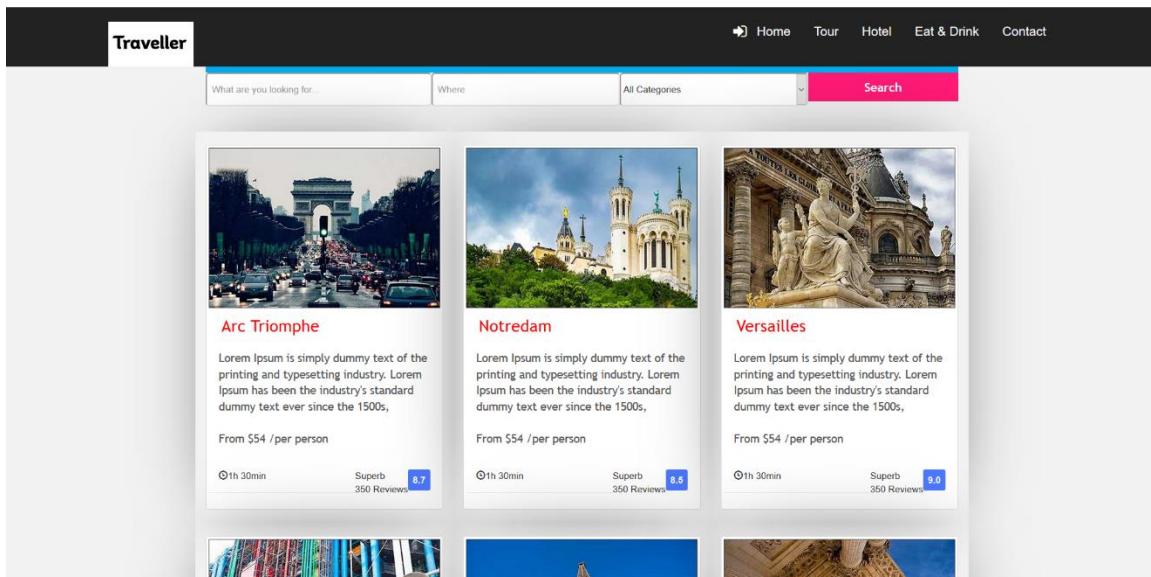 Traveller
Home Tour Hotel Eat & Drink Contact
What are you looking for... Where All Categories Search
A TOUTES LES GLOI
Arc Triomphe
Lorem Ipsum is simply dummy text of the
printing and typesetting industry. Lorem
Ipsum has been the industry's standard
dummy text ever since the 1500s,
From $54 /per person
1h 30min
Superb
350 Reviews
8.7
Notredam
Lorem Ipsum is simply dummy text of the
printing and typesetting industry. Lorem
Ipsum has been the industry's standard
dummy text ever since the 1500s,
From $54 /per person
1h 30min
Superb
350 Reviews
8.5
Versailles
Lorem Ipsum is simply dummy text of the
printing and typesetting industry. Lorem
Ipsum has been the industry's standard
dummy text ever since the 1500s,
From $54 /per person
1h 30min
Superb
350 Reviews
9.0